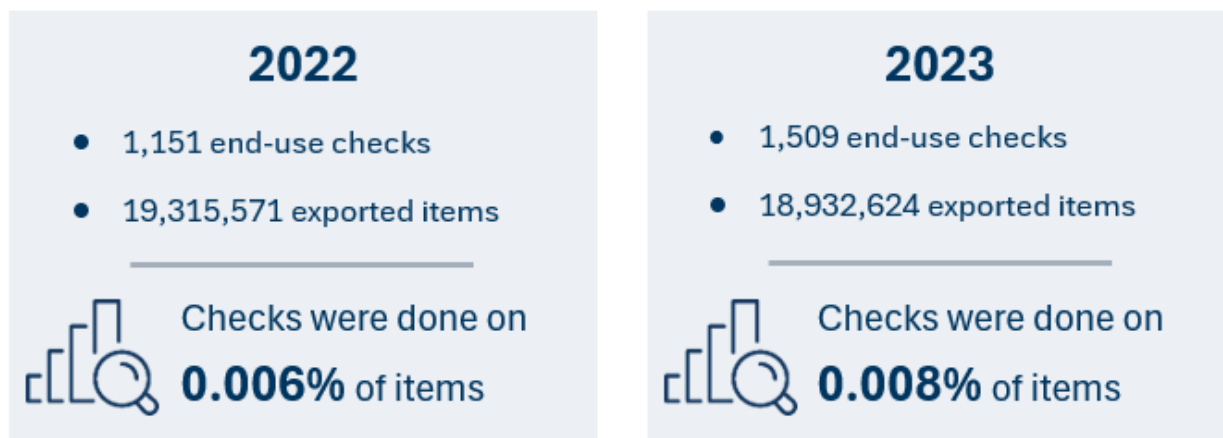 2022
• 1,151 end-use checks
• 19,315,571 exported items
Checks were done on
0.006% of items
2023
• 1,509 end-use checks
• 18,932,624 exported items
Checks were done on
0.008% of items